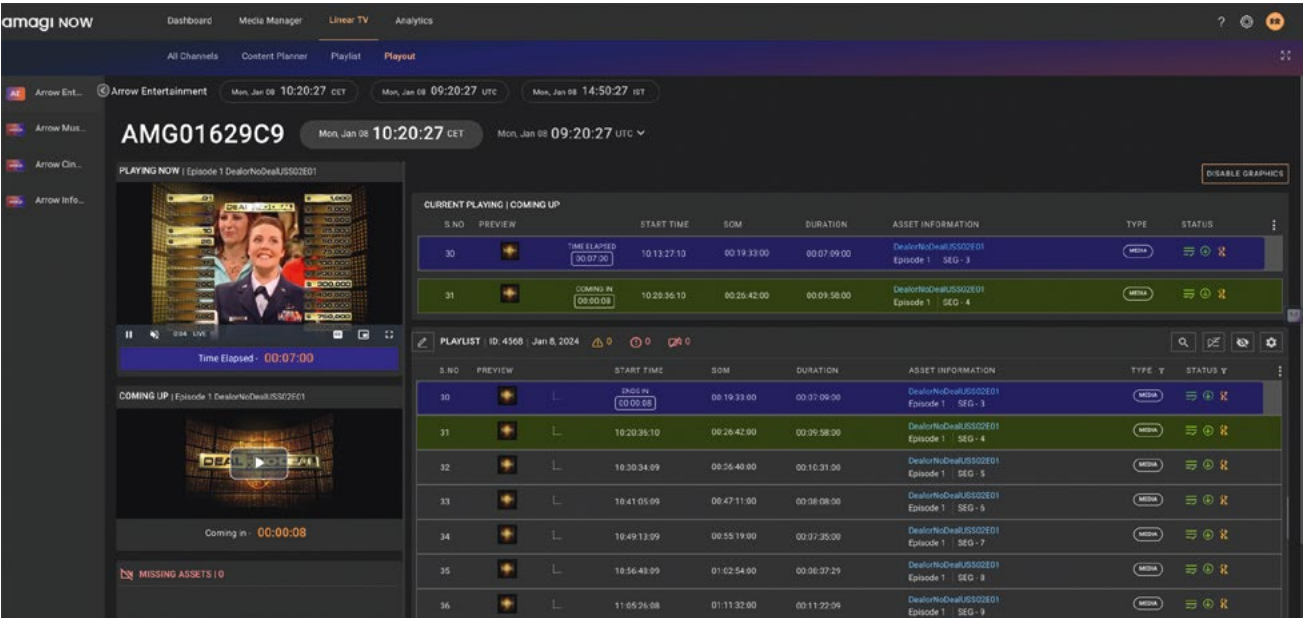 amagi NOW Dashboard Media Manager Linear TV Analytics ? RR
All Channels Content Planner Playlist Playout
AE Arrow Ent... Arrow Entertainment Mon, Jan 08 10:20:27 CET Mon, Jan 08 09:20:27 UTC Mon, Jan 08 14:50:27 IST
Arrow Mus...
AMG01629C9 Mon, Jan 08 10:20:27 CET Mon, Jan 08 09:20:27 UTC
Arrow Cin...
Arrow Info...
PLAYING NOW | Episode 1 DealorNoDealUSS02E01
DISABLE GRAPHICS
CURRENT PLAYING | COMING UP
S.NO PREVIEW START TIME SOM DURATION ASSET INFORMATION TYPE STATUS
30 TIME ELAPSED 00:07:00 10:13:27:10 00:19:33:00 00:07:09:00 DealorNoDealUSS02E01 MEDIA
Episode 1 SEG - 3
31 COMING IN 00:00:08 10:20:36:10 00:26:42:00 00:09:58:00 DealorNoDealUSS02E01 MEDIA
Episode 1 SEG - 4
0:04 LIVE
Time Elapsed - 00:07:00
PLAYLIST ID: 4568 Jan 8, 2024 0 0 0
S.NO PREVIEW START TIME SOM DURATION ASSET INFORMATION TYPE STATUS
30 ENDS IN 00:00:08 00:19:33:00 00:07:09:00 DealorNoDealUSS02E01 MEDIA
Episode 1 SEG - 3
COMING UP | Episode 1 DealorNoDealUSS02E01
31 10:20:36:10 00:26:42:00 00:09:58:00 DealorNoDealUSS02E01 MEDIA
Episode 1 SEG - 4
32 10:30:34:09 00:36:40:00 00:10:31:00 DealorNoDealUSS02E01 MEDIA
Episode 1 SEG - 5
33 10:41:05:09 00:47:11:00 00:08:08:00 DealorNoDealUSS02E01 MEDIA
Episode 1 SEG - 6
Coming in - 00:00:08
34 10:49:13:09 00:55:19:00 00:07:35:00 DealorNoDealUSS02E01 MEDIA
Episode 1 SEG - 7
MISSING ASSETS | 0
35 10:56:48:09 01:02:54:00 00:08:37:29 DealorNoDealUSS02E01 MEDIA
Episode 1 SEG - 8
36 11:05:26:08 01:11:32:00 00:11:22:09 DealorNoDealUSS02E01 MEDIA
Episode 1 SEG - 9